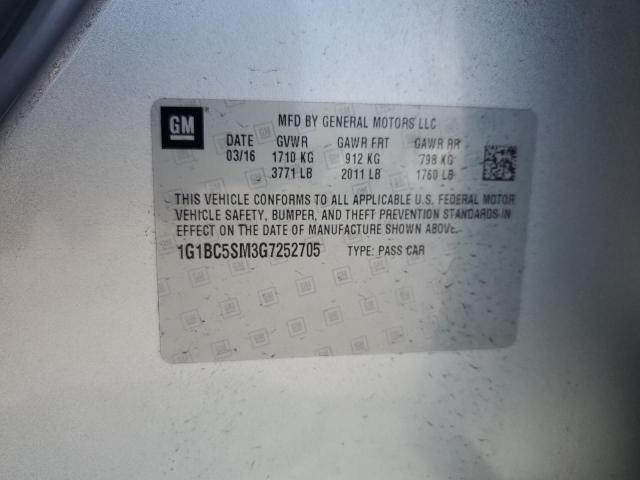 GM
MFD BY GENERAL MOTORS LLC
DATE GVWR GAWR FRT GAWR RR
03/16 1710 KG 912 KG 798 KG
3771 LB 2011 LB 1760 LB
THIS VEHICLE CONFORMS TO ALL APPLICABLE U.S. FEDERAL MOTOR
VEHICLE SAFETY, BUMPER, AND THEFT PREVENTION STANDARDS IN
EFFECT ON THE DATE OF MANUFACTURE SHOWN ABOVE.
1G1BC5SM3G7252705 TYPE: PASS CAR